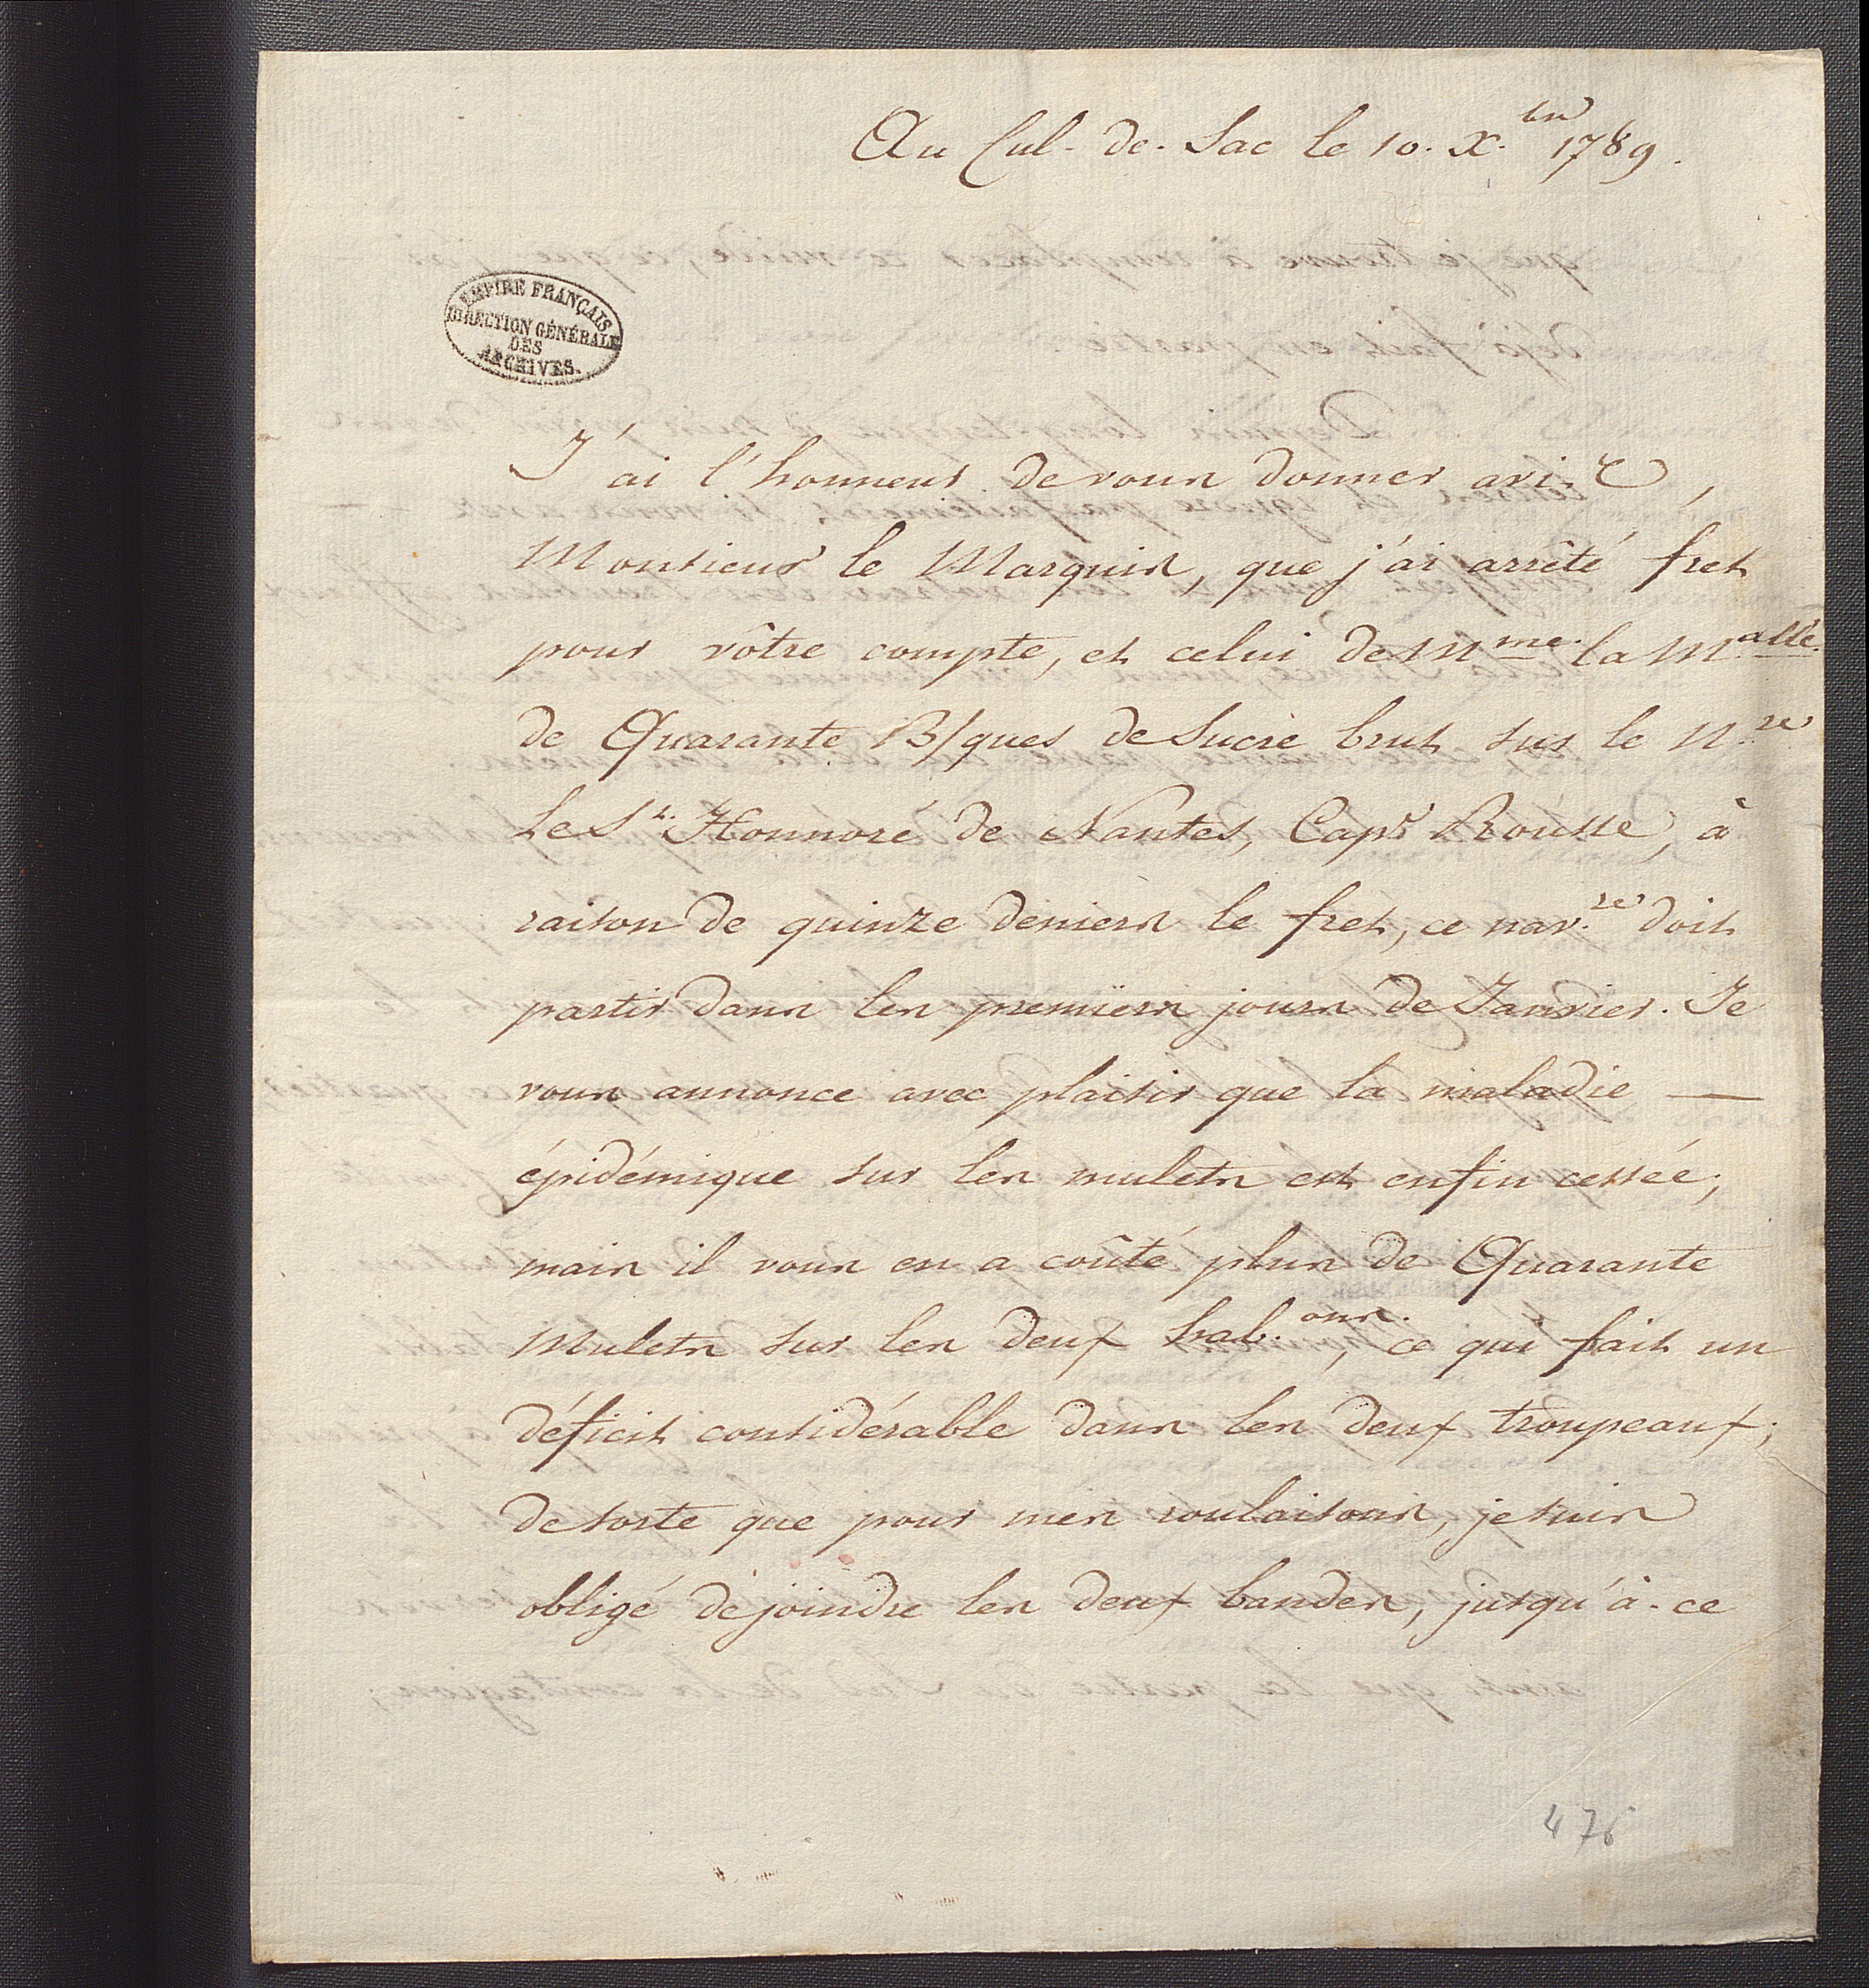 Au Cul-de-Sac le 10. X.bre 1789.
EMPIRE FRANÇAIS
DIRECTION GÉNÉRALE
DES
ARCHIVES.
J'ai l'honneur de vous donner avis,
Monsieur le Marquis, que j'ai arrêté fret
pour vôtre compte, et celui de Mme. la Malle.
de Quarante B/ques de Sucre brut sur le N.re
Le St. Honnoré de Nantes, Capne Rousse, à
raison de quinze deniers le fret, ce nav.re doit
partir dans les premiers jours de Janvier. Je
vous annonce avec plaisir que la maladie —
épidémique sur les mulets est enfin cessée;
mais il vous en a coûté plus de Quarante
Mulets sur les deux hab.ons., ce qui fait un
déficit considérable dans les deux troupeaux;
de sorte que pour mes roulaisons, je suis
obligé de joindre les deux bandes, jusqu'à-ce
476